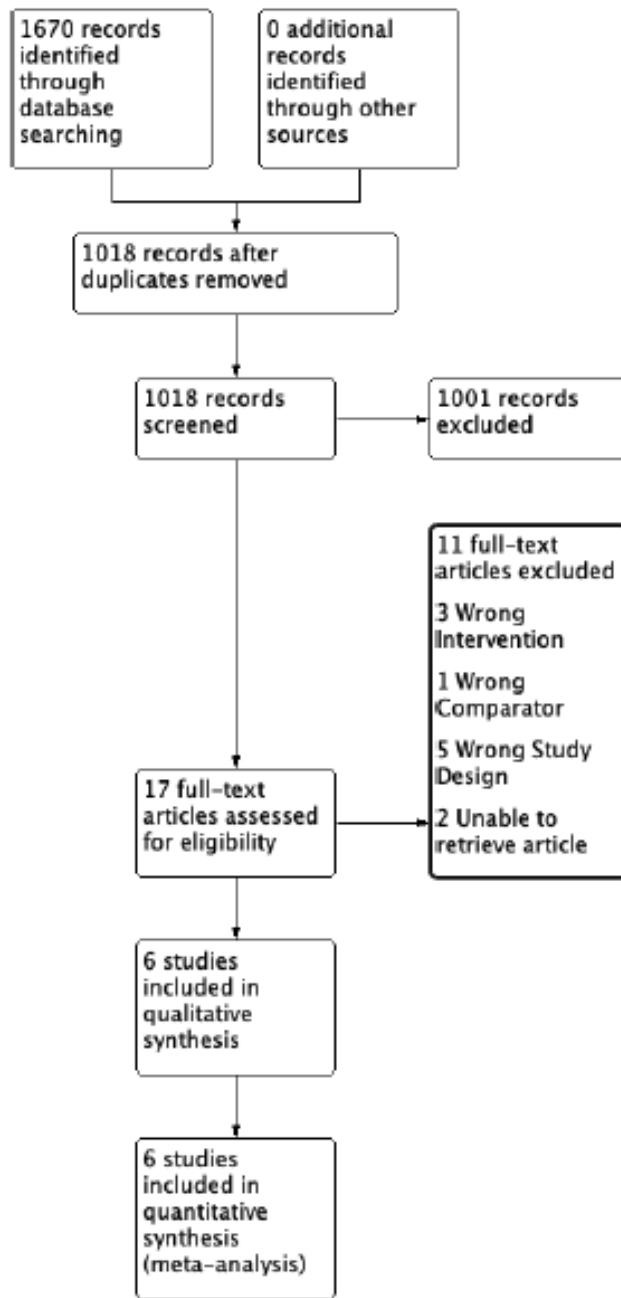 1670 records
identified
through
database
searching
0 additional
records
identified
through other
sources
1018 records after
duplicates removed
1018 records
screened
1001 records
excluded
11 full-text
articles excluded
3 Wrong
Intervention
1 Wrong
Comparator
5 Wrong Study
Design
2 Unable to
retrieve article
17 full-text
articles assessed
for eligibility
6 studies
included in
qualitative
synthesis
6 studies
included in
quantitative
synthesis
(meta-analysis)